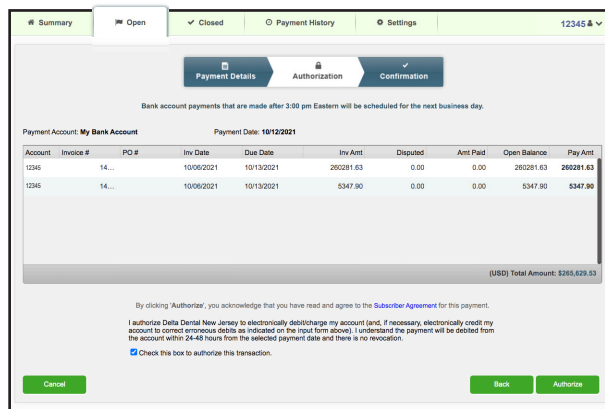 Summary Open Closed Payment History Settings 12345
Payment Details Authorization Confirmation
Bank account payments that are made after 3:00 pm Eastern will be scheduled for the next business day.
Payment Account: My Bank Account Payment Date: 10/12/2021
Account Invoice # PO # Inv Date Due Date Inv Amt Disputed Amt Paid Open Balance Pay Amt
12345 14... 10/06/2021 10/13/2021 260281.63 0.00 0.00 260281.63 260281.63
12345 14... 10/06/2021 10/13/2021 5347.90 0.00 0.00 5347.90 5347.90
(USD) Total Amount: $265,629.53
By clicking 'Authorize', you acknowledge that you have read and agree to the Subscriber Agreement for this payment.
I authorize Delta Dental New Jersey to electronically debit/charge my account (and, if necessary, electronically credit my
account to correct erroneous debits as indicated on the input form above). I understand the payment will be debited from
the account within 24-48 hours from the selected payment date and there is no revocation.
Check this box to authorize this transaction.
Cancel Back Authorize